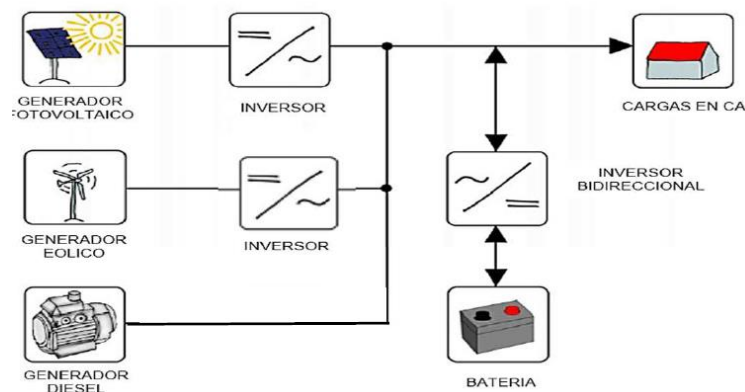 GENERADOR
FOTOVOLTAICO
INVERSOR
CARGAS EN CA
GENERADOR
EOLICO
INVERSOR
INVERSOR
BIDIRECCIONAL
GENERADOR
DIESEL
BATERIA